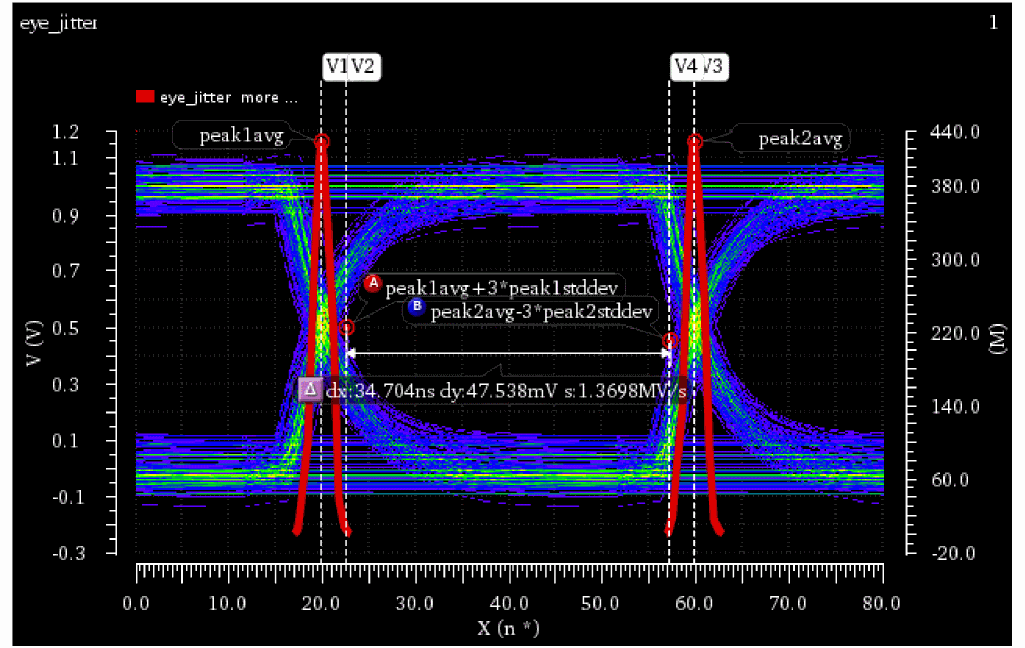 eye_jitter
1
V1 V2
V4 V3
eye_jitter more ...
peak1avg
peak2avg
1.2
1.1
0.9
0.7
0.5
0.3
0.1
-0.1
-0.3
V (V)
440.0
380.0
300.0
220.0
140.0
60.0
-20.0
(M)
A peak1avg+3*peak1stddev
B peak2avg-3*peak2stddev
Δ dx:34.704ns dy:47.538mV s:1.3698MV/s
0.0 10.0 20.0 30.0 40.0 50.0 60.0 70.0 80.0
X (n *)